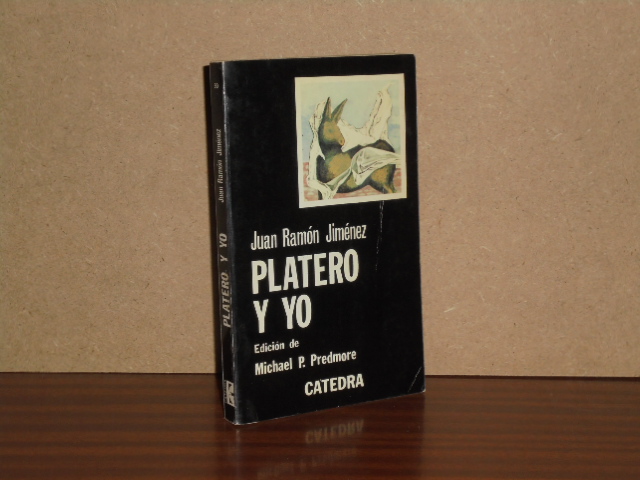 Juan Ramón Jiménez
PLATERO
Y YO
Edición de
Michael P. Predmore
CATEDRA
PLATERO Y YO
Juan Ramón Jiménez